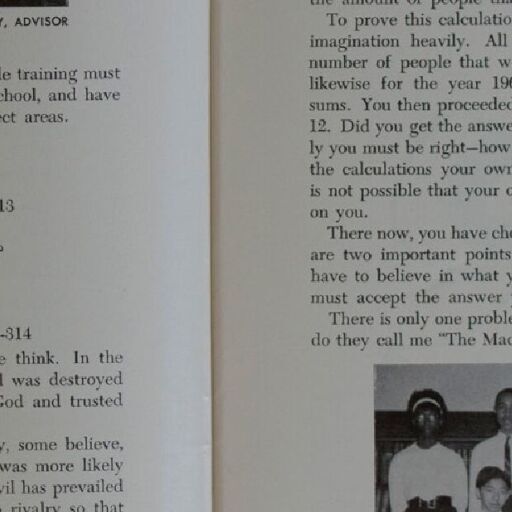 , ADVISOR
le training must
chool, and have
ect areas.
13
-314
e think. In the
l was destroyed
God and trusted
y, some believe,
was more likely
vil has prevailed
rivalry so that
the amount of people tha
To prove this calculatio
imagination heavily. All
number of people that w
likewise for the year 196
sums. You then proceeded
12. Did you get the answe
ly you must be right—how
the calculations your own
is not possible that your o
on you.
There now, you have che
are two important points
have to believe in what y
must accept the answer
There is only one proble
do they call me "The Mad